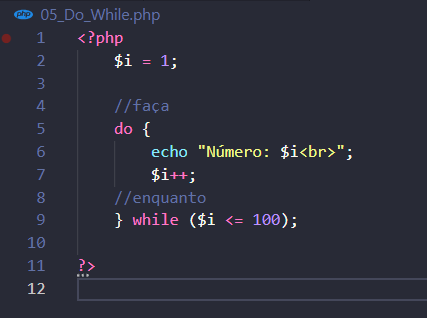 php 05_Do_While.php
1 <?php
2 $i = 1;
3
4 //faça
5 do {
6 echo "Número: $i<br>";
7 $i++;
8 //enquanto
9 } while ($i <= 100);
10
11 ?>
12